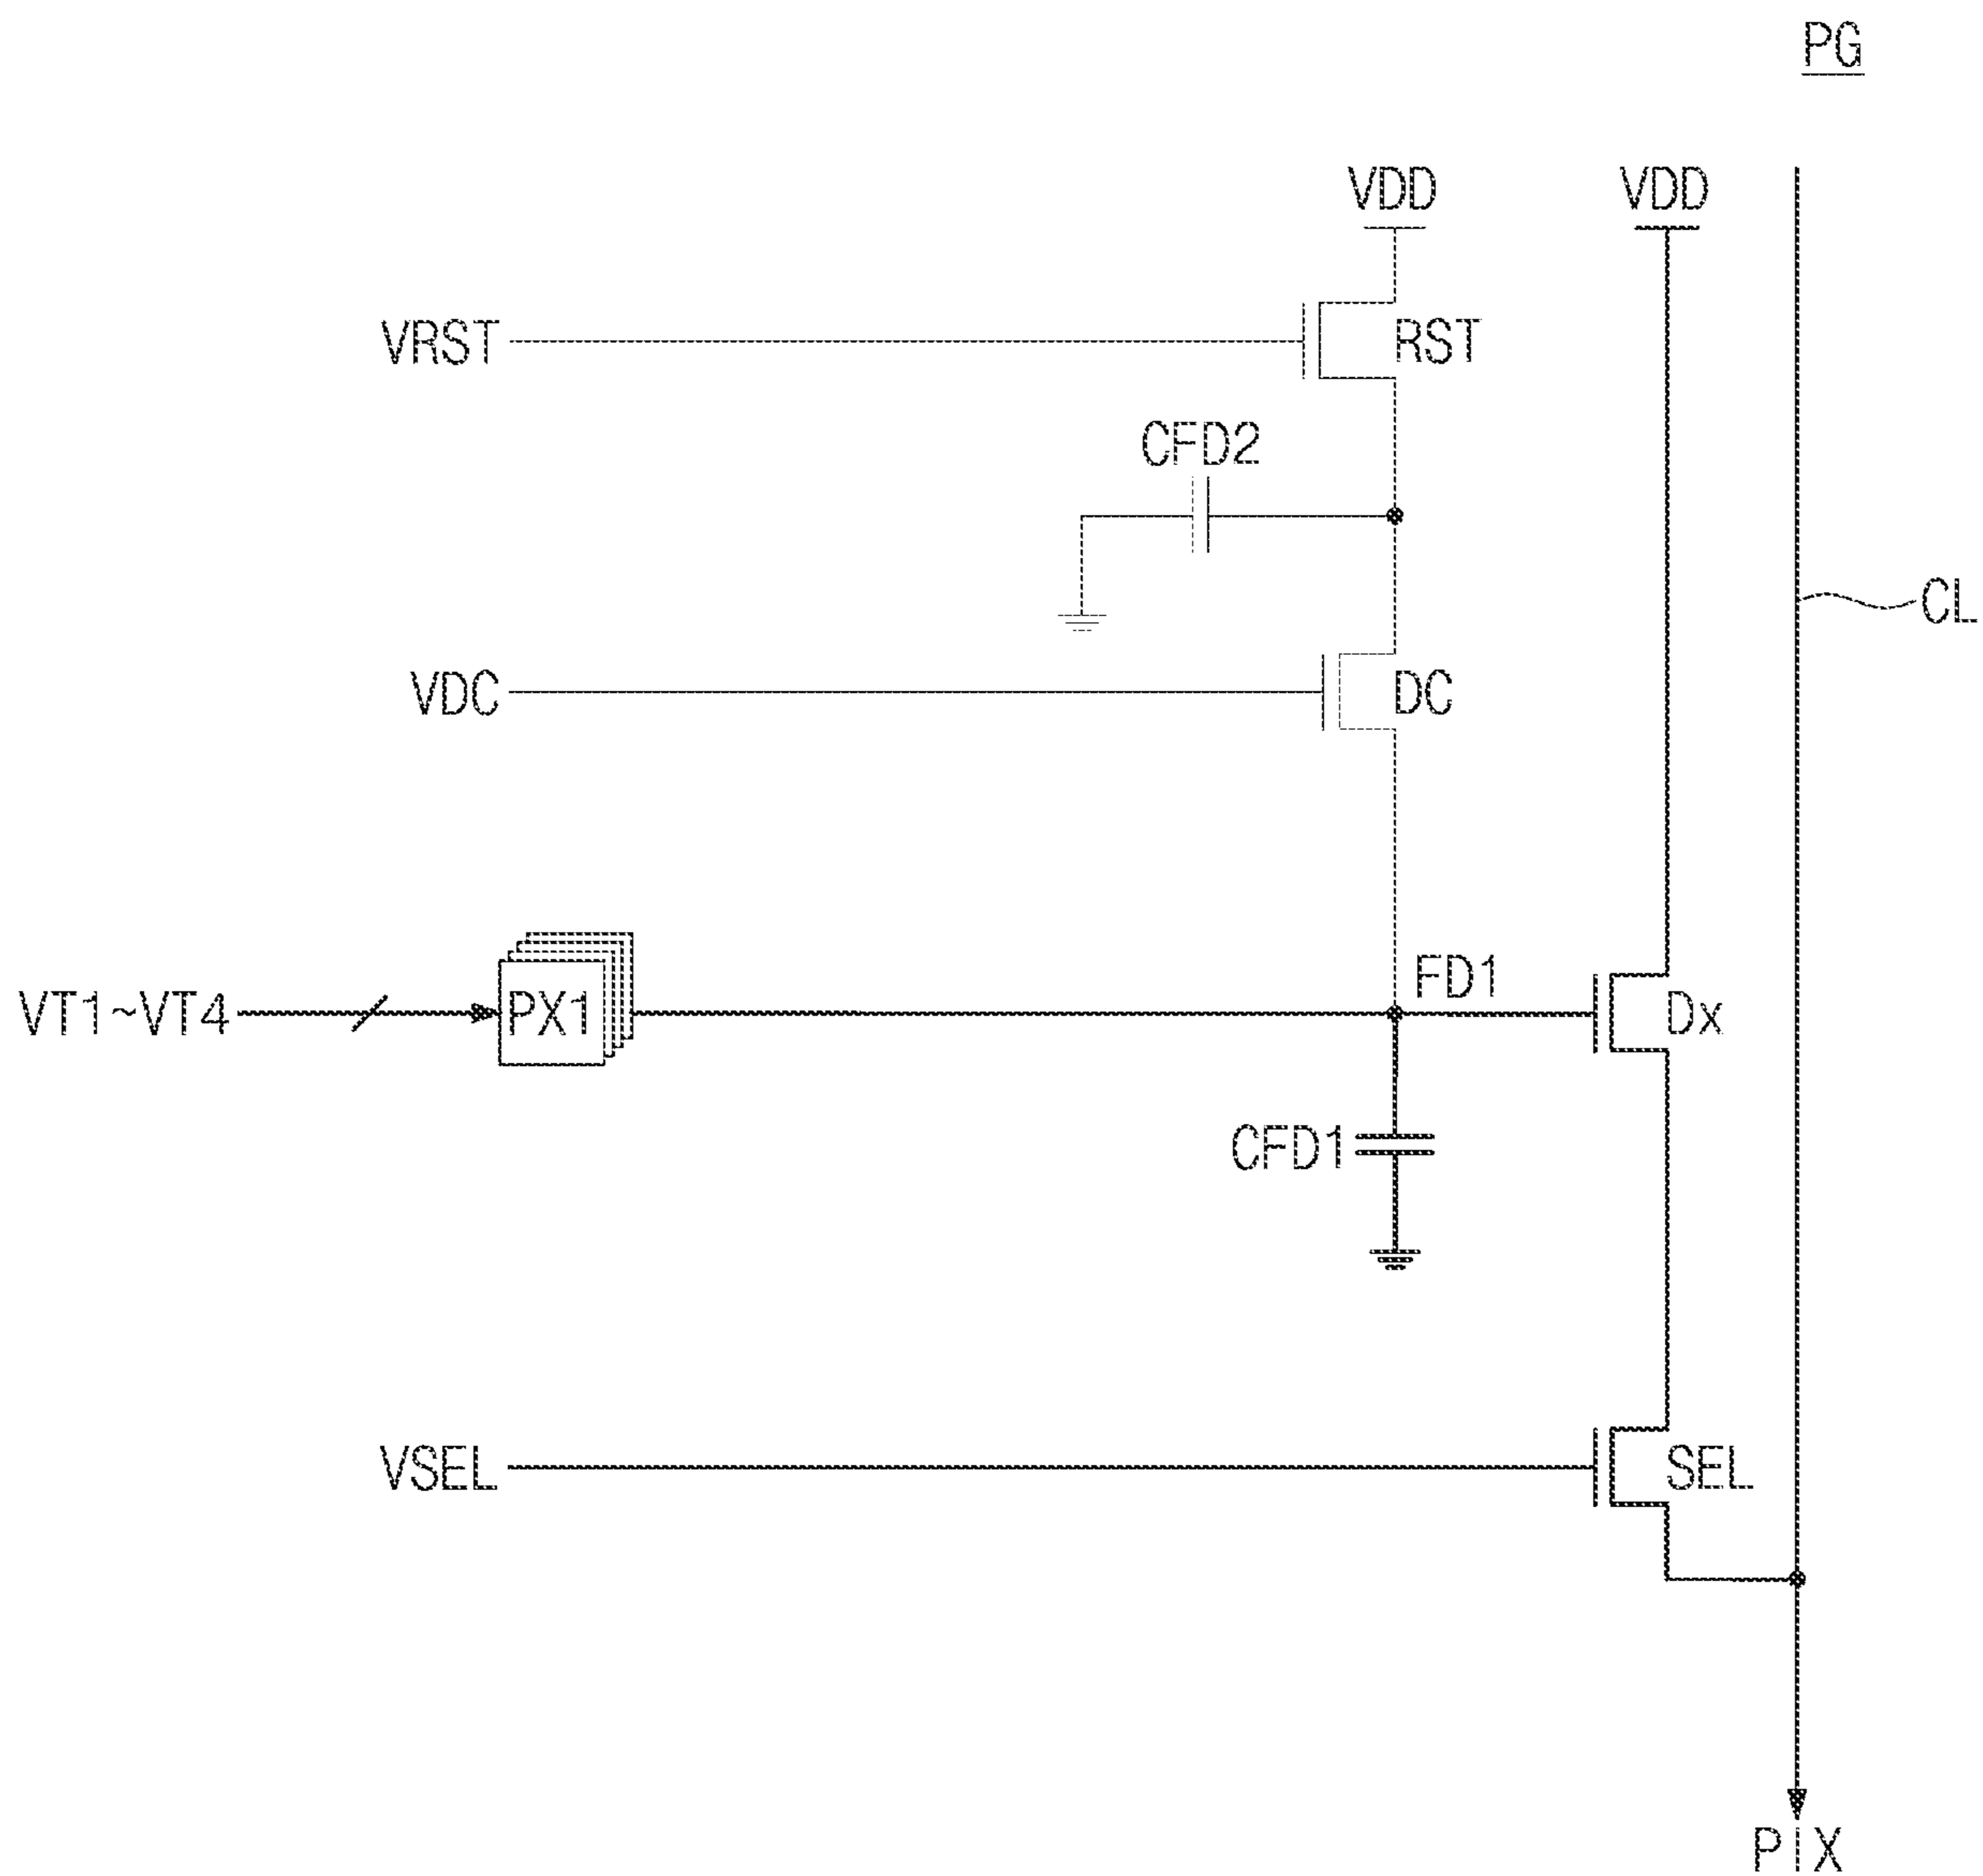 PG
VDD VDD
VRST RST
CFD2
CL
VDC DC
FD1
VT1~VT4 PX1 Dx
CFD1
VSEL SEL
PIX